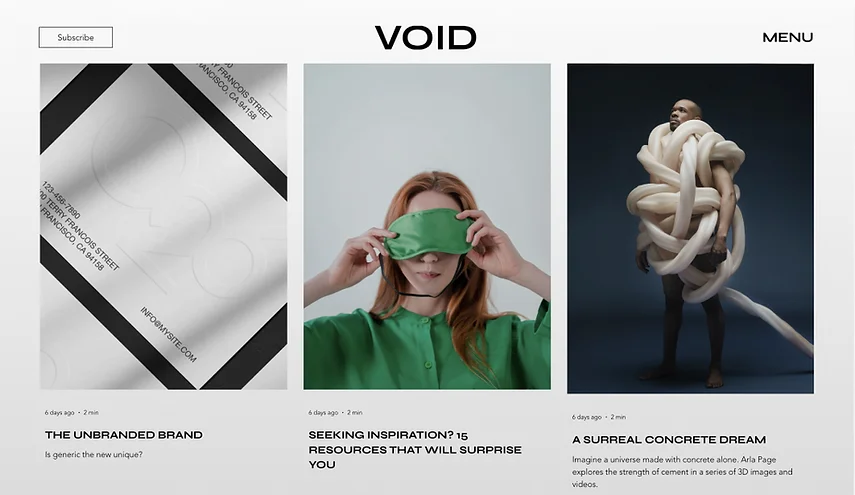 Subscribe
VOID
MENU
FRANCISCO, CA 94158
TERRY FRANCOIS STREET
123-456-7890
TERRY FRANCOIS STREET
FRANCISCO, CA 94158
INFO@MYSITE.COM
6 days ago • 2 min
THE UNBRANDED BRAND
Is generic the new unique?
6 days ago • 2 min
SEEKING INSPIRATION? 15
RESOURCES THAT WILL SURPRISE
YOU
6 days ago • 2 min
A SURREAL CONCRETE DREAM
Imagine a universe made with concrete alone. Arla Page
explores the strength of cement in a series of 3D images and
videos.